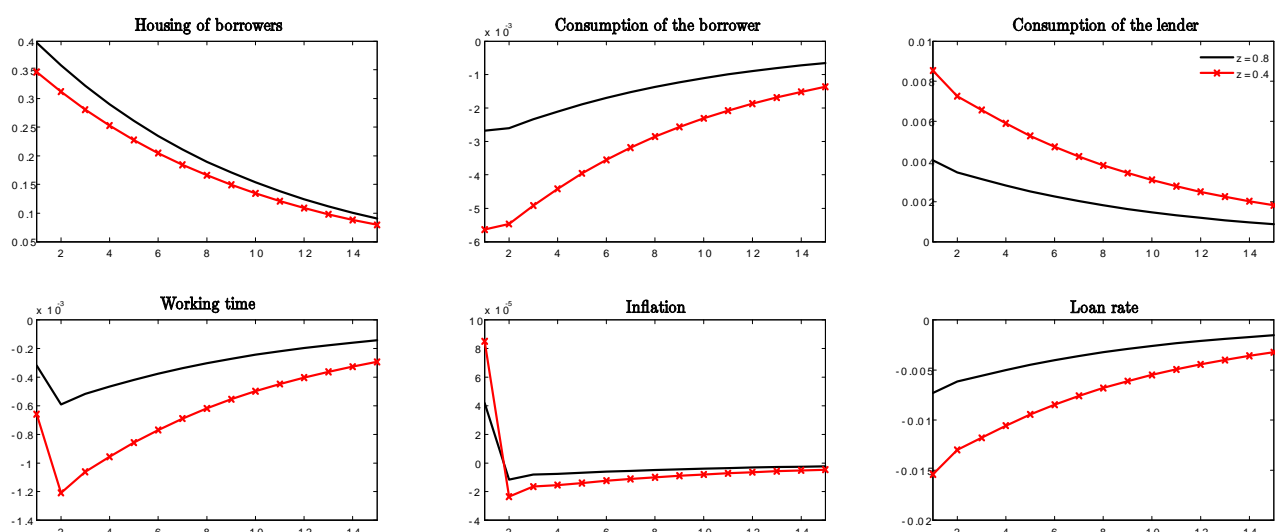 Housing of borrowers
0.4
0.35
0.3
0.25
0.2
0.15
0.1
0.05
2 4 6 8 10 12 14
Consumption of the borrower
x 10^-3
0
-1
-2
-3
-4
-5
-6
2 4 6 8 10 12 14
Consumption of the lender
0.01
0.008
0.006
0.004
0.002
0
2 4 6 8 10 12 14
z=0.8
z=0.4
Working time
x 10^-3
0
-0.2
-0.4
-0.6
-0.8
-1
-1.2
-1.4
2 4 6 8 10 12 14
Inflation
x 10^-5
10
8
6
4
2
0
-2
-4
2 4 6 8 10 12 14
Loan rate
0
-0.005
-0.01
-0.015
-0.02
2 4 6 8 10 12 14